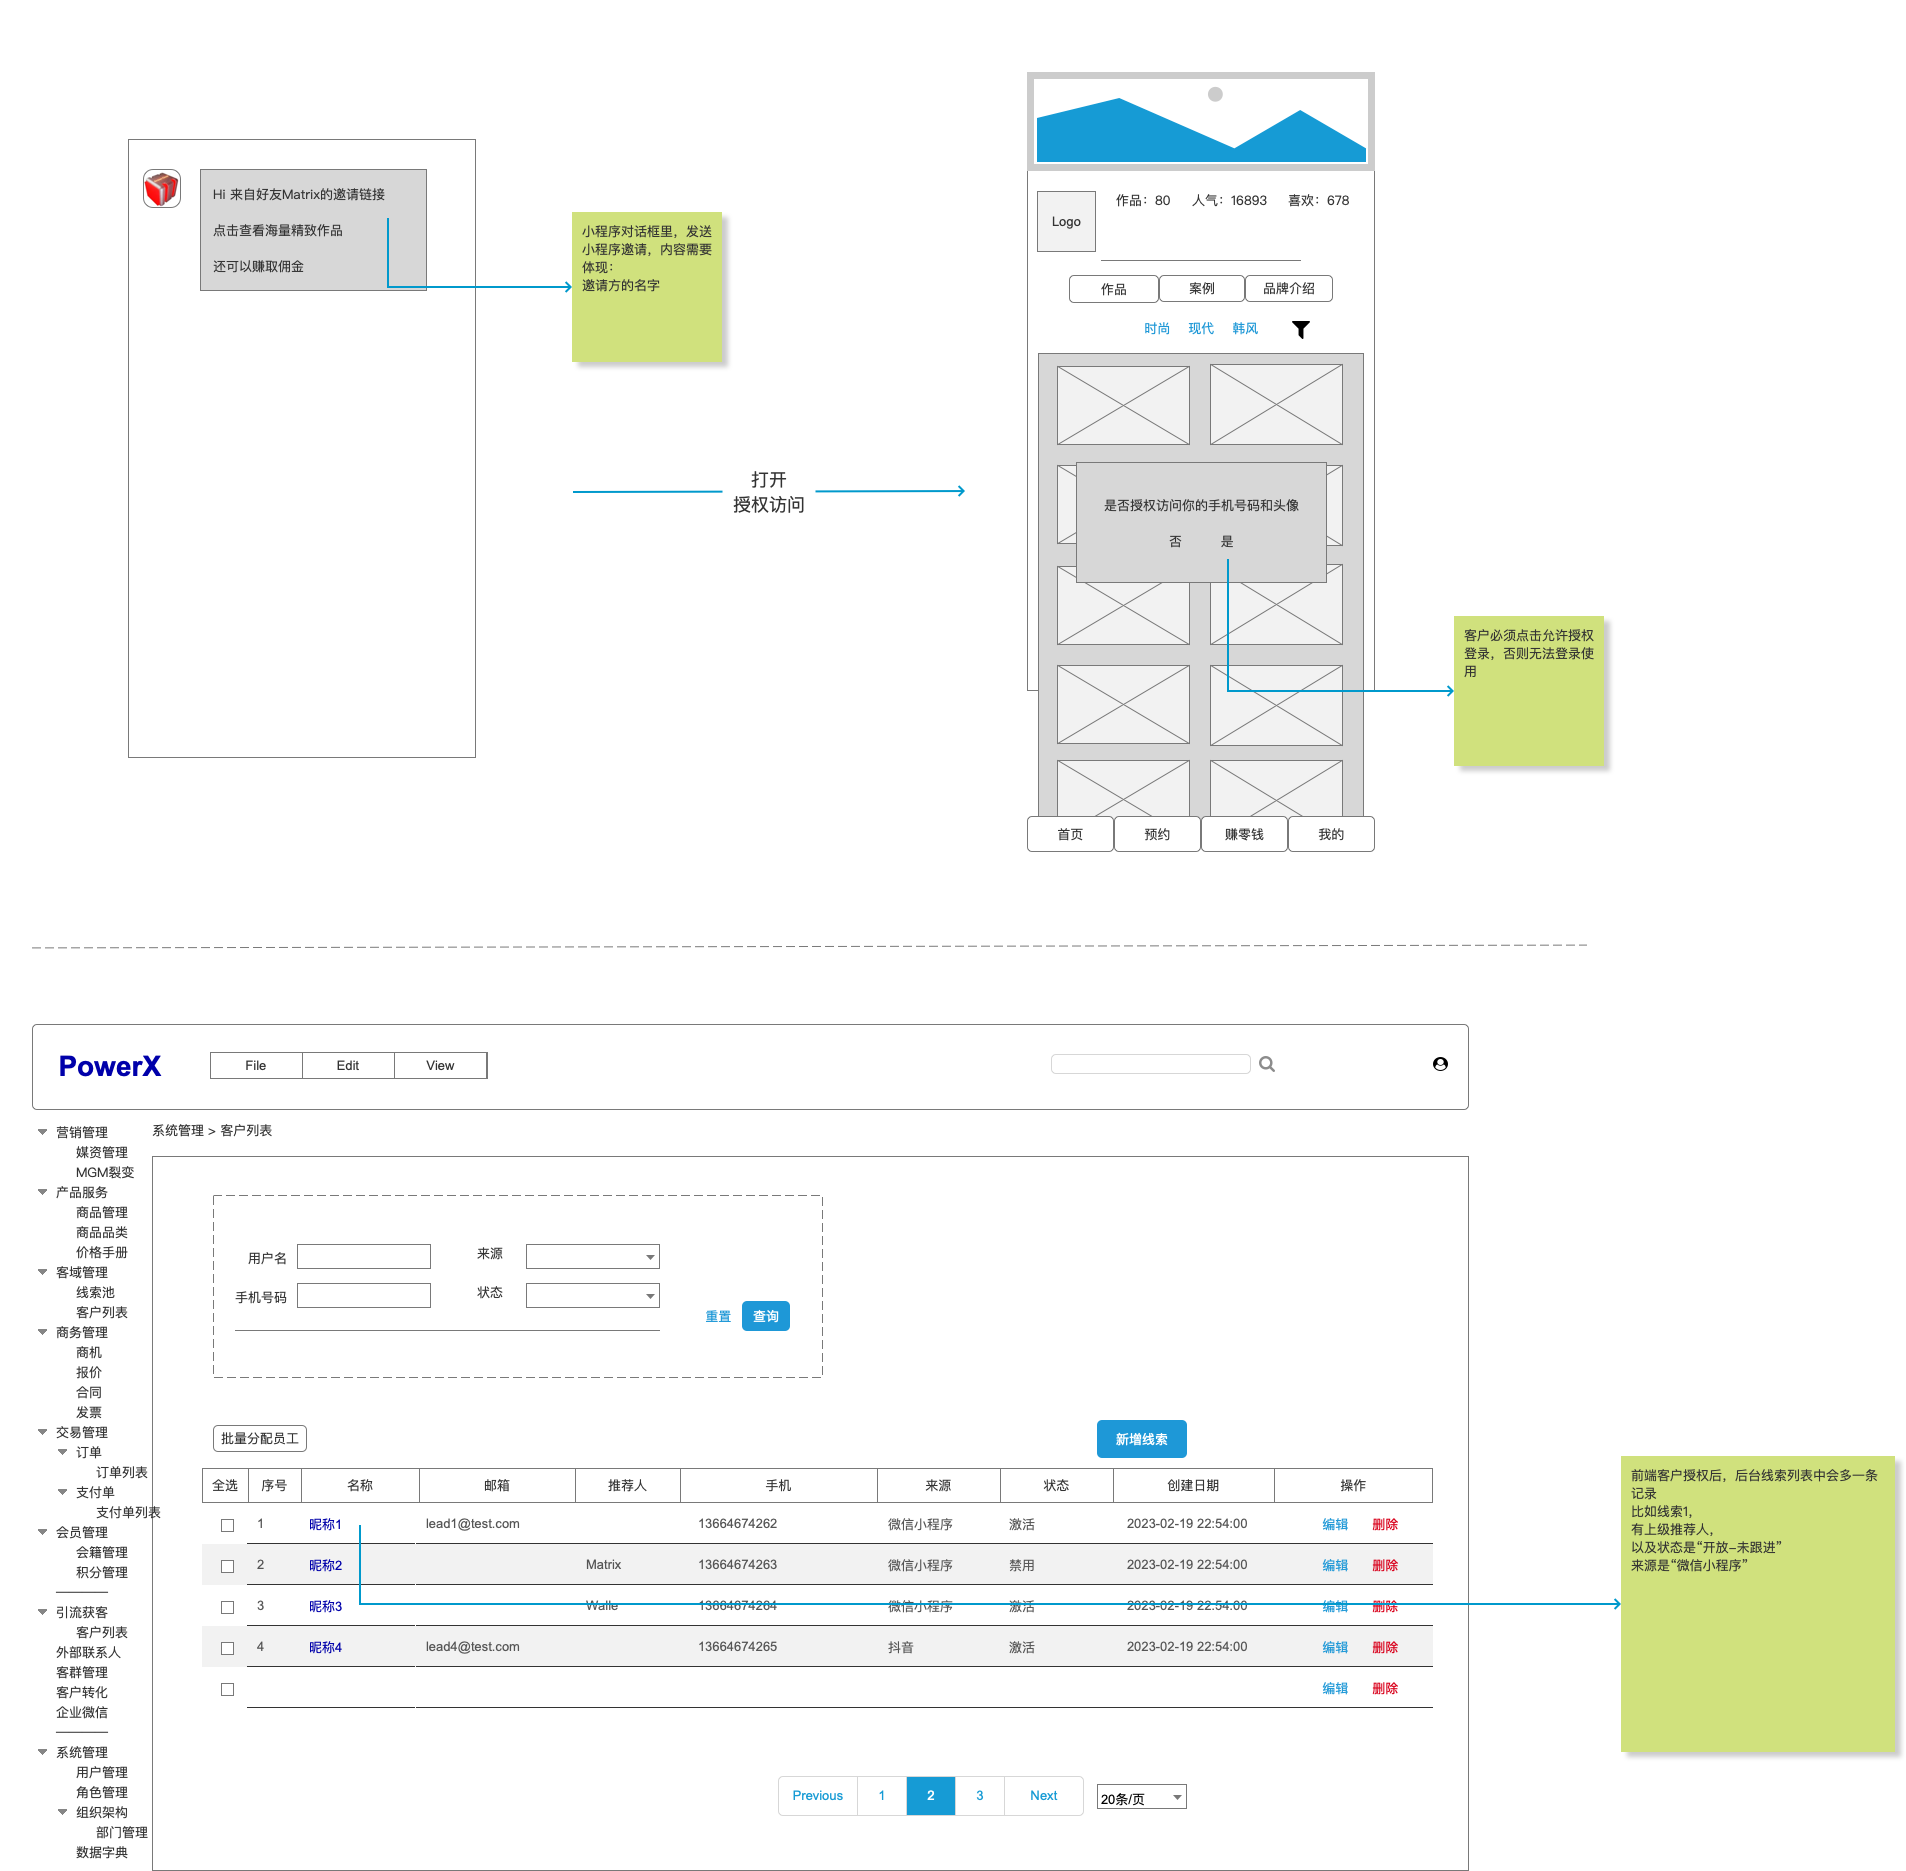 Hi 来自好友Matrix的邀请链接
点击查看海量精致作品
还可以赚取佣金
小程序对话框里，发送
小程序邀请，内容需要
体现：
邀请方的名字
打开
授权访问
Logo
作品：80 人气：16893 喜欢：678
作品 案例 品牌介绍
时尚 现代 韩风
是否授权访问你的手机号码和头像
否 是
客户必须点击允许授权
登录，否则无法登录使
用
首页 预约 赚零钱 我的
PowerX
File Edit View
营销管理
媒资管理
MGM裂变
产品服务
商品管理
商品品类
价格手册
客域管理
线索池
客户列表
商务管理
商机
报价
合同
发票
交易管理
订单
订单列表
支付单
支付单列表
会员管理
会籍管理
积分管理
引流获客
客户列表
外部联系人
客群管理
客户转化
企业微信
系统管理
用户管理
角色管理
组织架构
部门管理
数据字典
系统管理 > 客户列表
用户名 来源
手机号码 状态
重置 查询
批量分配员工 新增线索
全选 序号 名称 邮箱 推荐人 手机 来源 状态 创建日期 操作
1 昵称1 lead1@test.com 13664674262 微信小程序 激活 2023-02-19 22:54:00 编辑 删除
2 昵称2 Matrix 13664674263 微信小程序 禁用 2023-02-19 22:54:00 编辑 删除
3 昵称3 Walle 13664674264 微信小程序 激活 2023-02-19 22:54:00 编辑 删除
4 昵称4 lead4@test.com 13664674265 抖音 激活 2023-02-19 22:54:00 编辑 删除
编辑 删除
Previous 1 2 3 Next 20条/页
前端客户授权后，后台线索列表中会多一条
记录
比如线索1，
有上级推荐人，
以及状态是“开放–未跟进”
来源是“微信小程序”